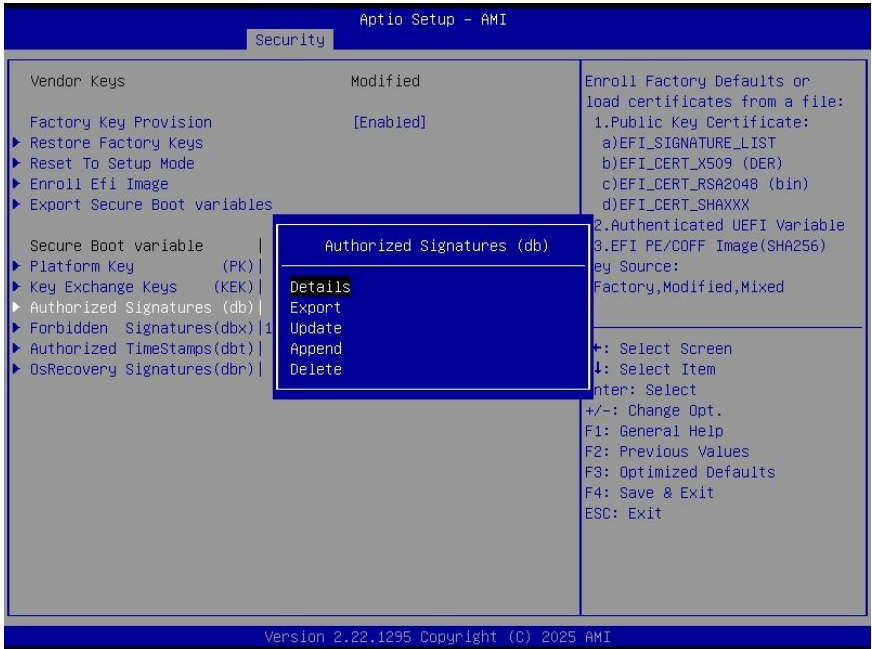 Aptio Setup – AMI
Security
Vendor Keys Modified
Factory Key Provision [Enabled]
Restore Factory Keys
Reset To Setup Mode
Enroll Efi Image
Export Secure Boot variables
Secure Boot variable |
Platform Key (PK)|
Key Exchange Keys (KEK)|
Authorized Signatures (db)|
Forbidden Signatures(dbx)|1
Authorized TimeStamps(dbt)|
OsRecovery Signatures(dbr)|
Authorized Signatures (db)
Details
Export
Update
Append
Delete
Enroll Factory Defaults or
load certificates from a file:
1.Public Key Certificate:
a)EFI_SIGNATURE_LIST
b)EFI_CERT_X509 (DER)
c)EFI_CERT_RSA2048 (bin)
d)EFI_CERT_SHAXXX
2.Authenticated UEFI Variable
3.EFI PE/COFF Image(SHA256)
ey Source:
Factory,Modified,Mixed
: Select Screen
: Select Item
nter: Select
+/-: Change Opt.
F1: General Help
F2: Previous Values
F3: Optimized Defaults
F4: Save & Exit
ESC: Exit
Version 2.22.1295 Copyright (C) 2025 AMI